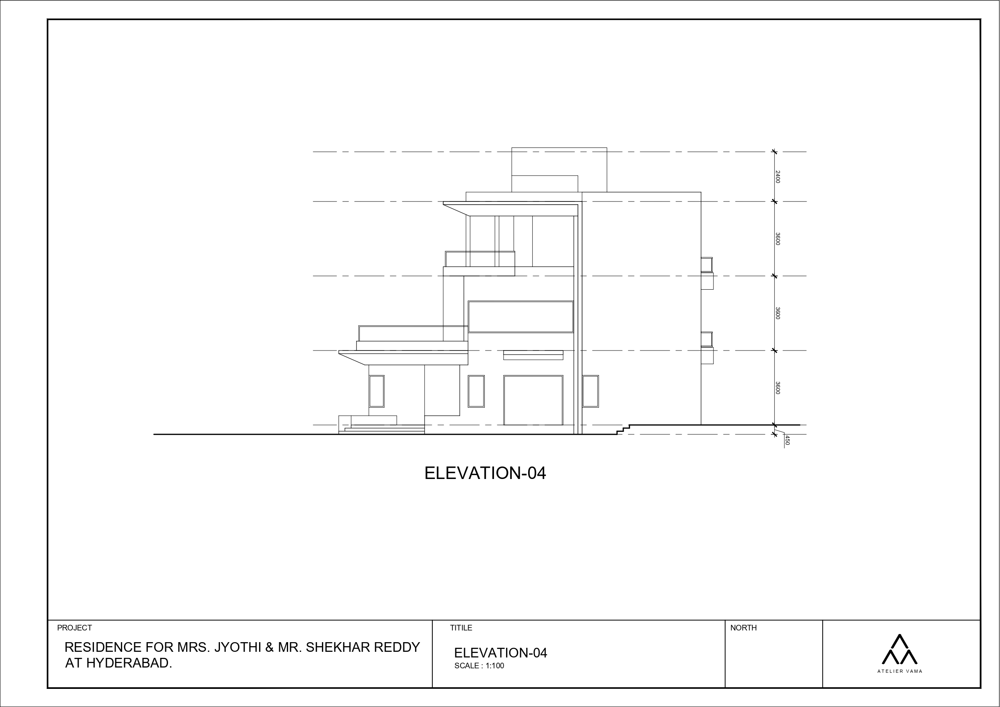 2400
3600
3600
3600
450
ELEVATION-04
PROJECT
RESIDENCE FOR MRS. JYOTHI & MR. SHEKHAR REDDY
AT HYDERABAD.
TITILE
ELEVATION-04
SCALE : 1:100
NORTH
ATELIER VAMA